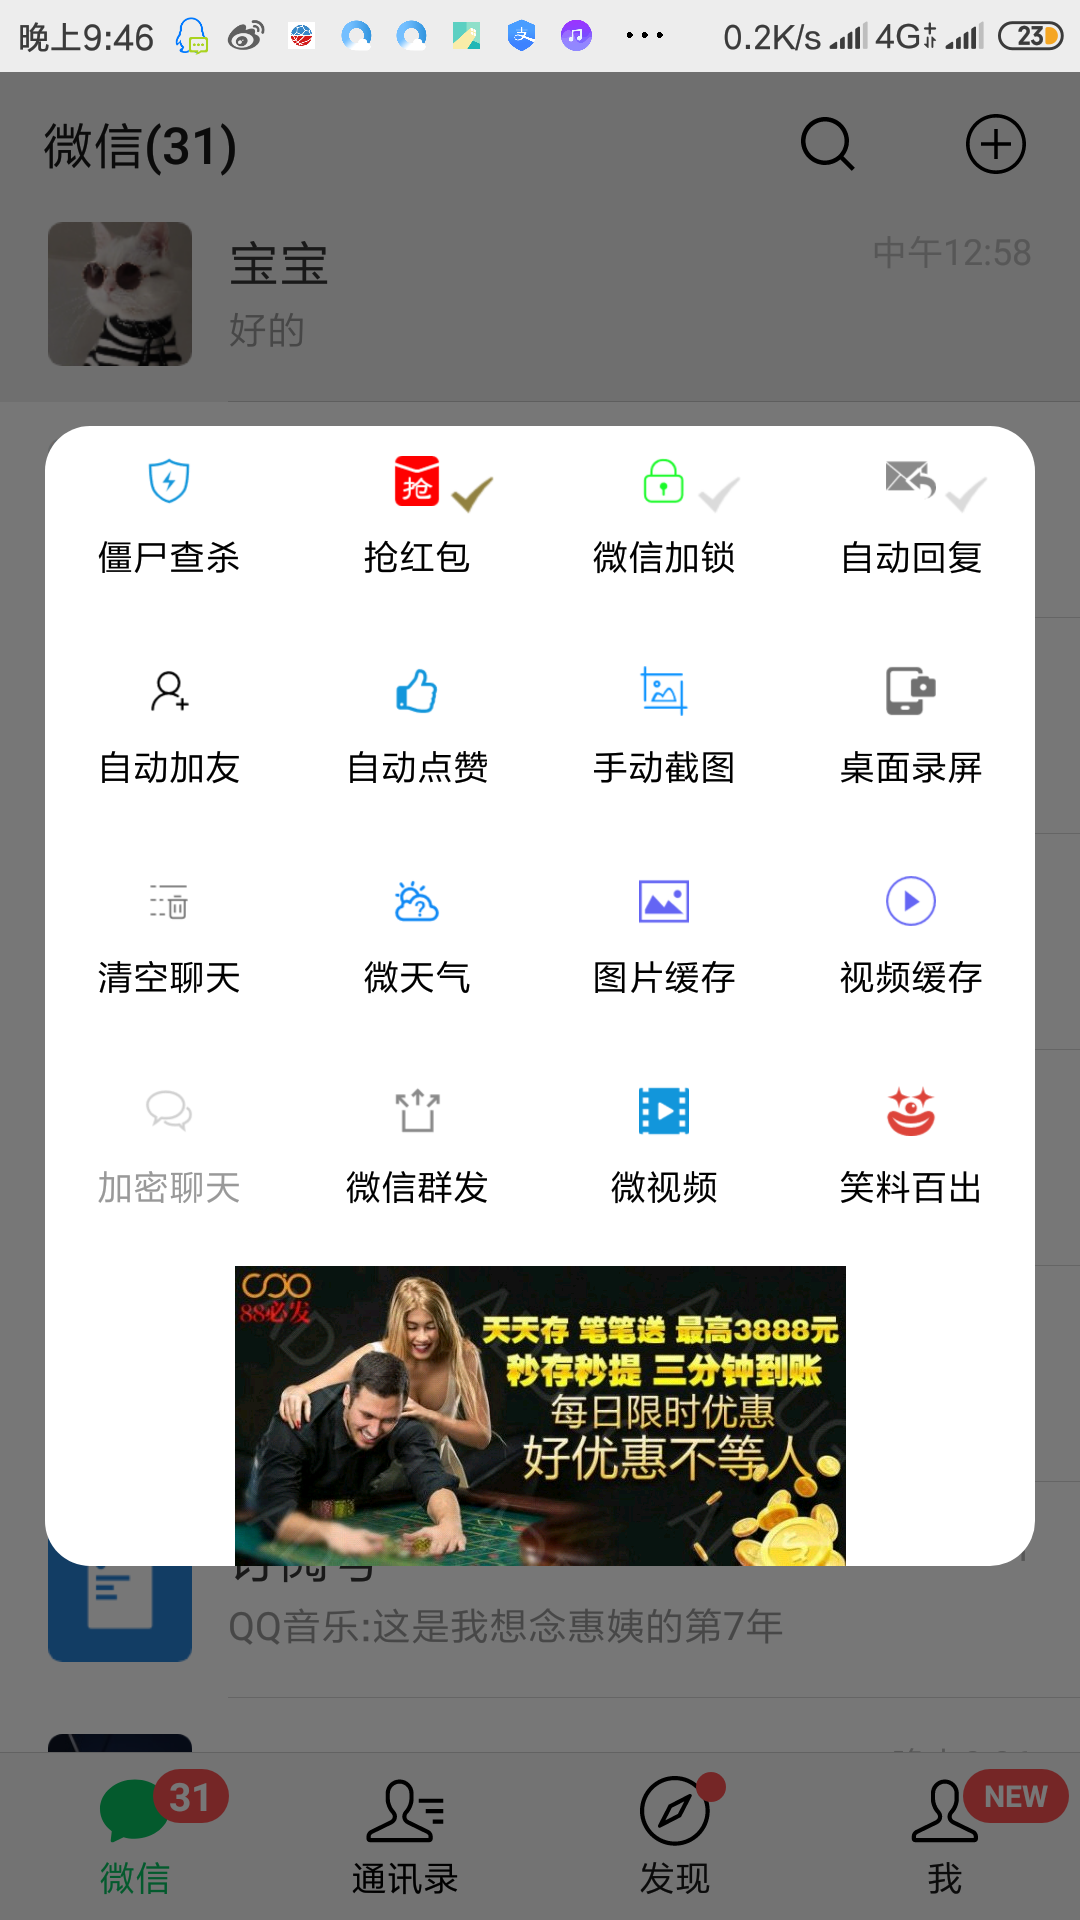 晚上9:46
0.2K/s
4G
23
微信(31)
宝宝
中午12:58
好的
抢
僵尸查杀
抢红包
微信加锁
自动回复
自动加友
自动点赞
手动截图
桌面录屏
清空聊天
微天气
图片缓存
视频缓存
加密聊天
微信群发
微视频
笑料百出
88必发
天天存 笔笔送 最高3888元
秒存秒提 三分钟到账
每日限时优惠
好优惠不等人
订阅号
QQ音乐:这是我想念惠姨的第7年
31
NEW
微信
通讯录
发现
我